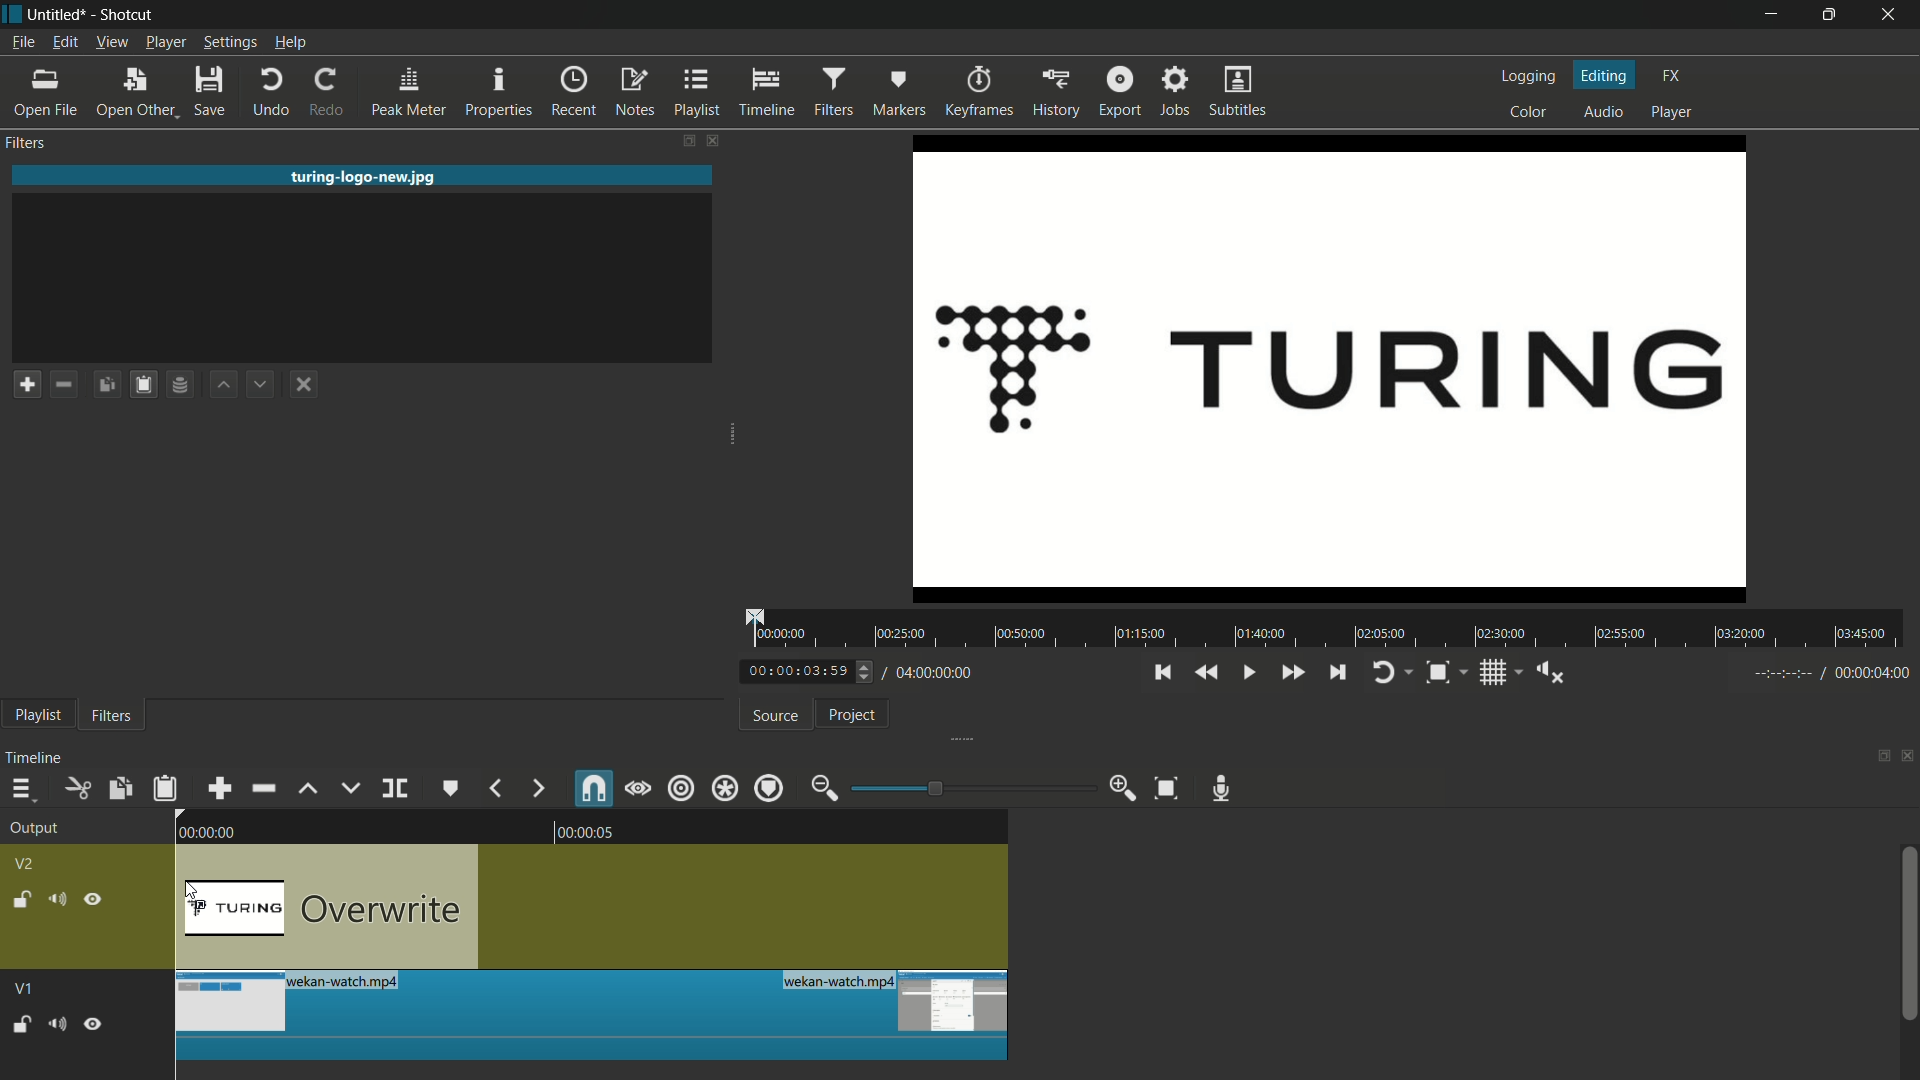 Untitled* - Shotcut
File Edit View Player Settings Help
Open File Open Other Save Undo Redo Peak Meter Properties Recent Notes Playlist Timeline Filters Markers Keyframes History Export Jobs Subtitles
Logging Editing FX
Color Audio Player
Filters
turing-logo-new.jpg
TURING
00:00:00 00:25:00 00:50:00 01:15:00 01:40:00 02:05:00 02:30:00 02:55:00 03:20:00 03:45:00
00:00:03:59 / 04:00:00:00
--:--:--:-- / 00:00:04:00
Playlist Filters
Source Project
Timeline
Output
00:00:00 00:00:05
V2
TURING Overwrite
V1
wekan-watch.mp4 wekan-watch.mp4